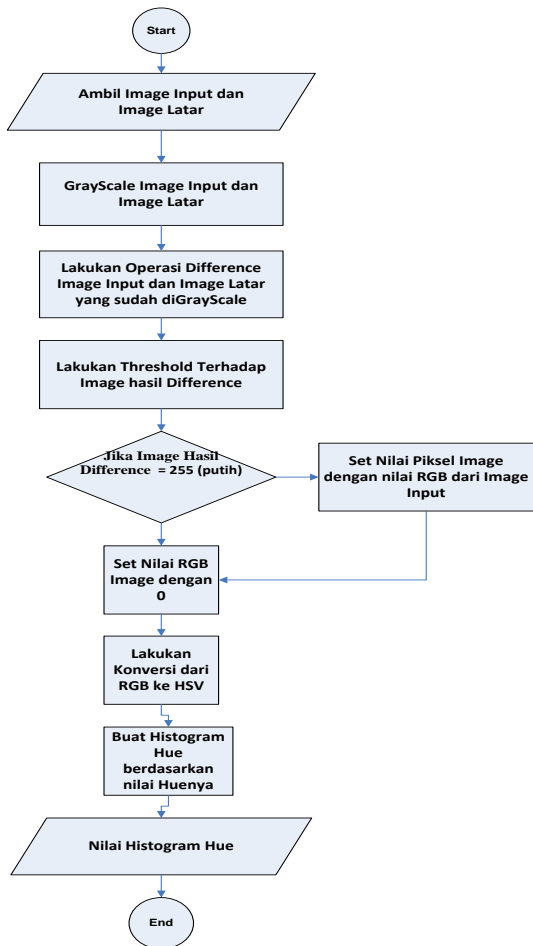 Start
Ambil Image Input dan
Image Latar
GrayScale Image Input dan
Image Latar
Lakukan Operasi Difference
Image Input dan Image Latar
yang sudah diGrayScale
Lakukan Threshold Terhadap
Image hasil Difference
Jika Image Hasil
Difference = 255 (putih)
Set Nilai Piksel Image
dengan nilai RGB dari Image
Input
Set Nilai RGB
Image dengan
0
Lakukan
Konversi dari
RGB ke HSV
Buat Histogram
Hue
berdasarkan
nilai Huenya
Nilai Histogram Hue
End